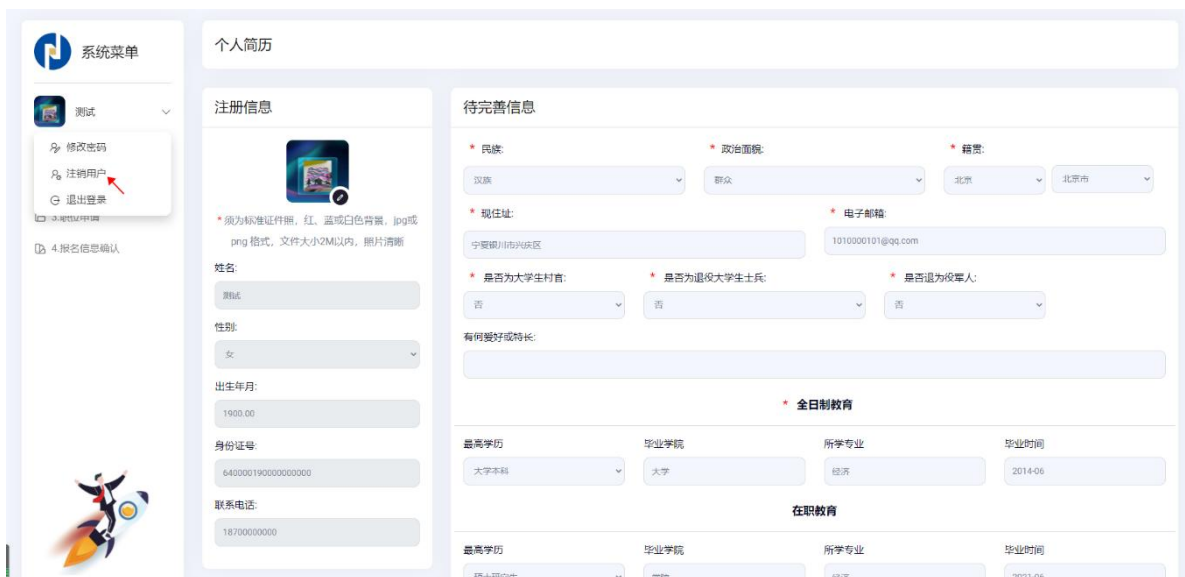 系统菜单
测试
修改密码
注销用户
退出登录
3.职位申请
4.报名信息确认
个人简历
注册信息
* 须为标准证件照，红、蓝或白色背景，jpg或
png 格式，文件大小2M以内，照片清晰
姓名:
测试
性别:
女
出生年月:
1900.00
身份证号:
640000190000000000
联系电话:
18700000000
待完善信息
* 民族: * 政治面貌: * 籍贯:
汉族 群众 北京 北京市
* 现住址: * 电子邮箱:
宁夏银川市兴庆区 1010000101@qq.com
* 是否为大学生村官: * 是否为退役大学生士兵: * 是否退为役军人:
否 否 否
有何爱好或特长:
* 全日制教育
最高学历 毕业学院 所学专业 毕业时间
大学本科 大学 经济 2014-06
在职教育
最高学历 毕业学院 所学专业 毕业时间